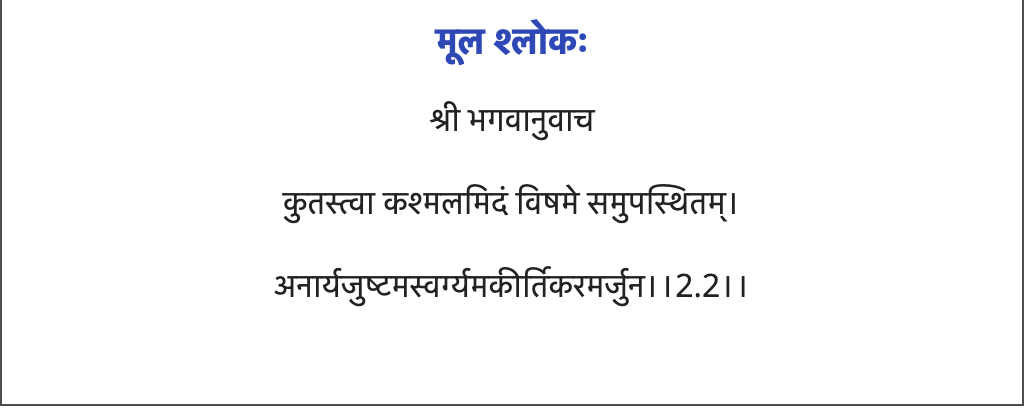 मूल श्लोकः
श्री भगवानुवाच
कुतस्त्वा कश्मलमिदं विषमे समुपस्थितम्।
अनार्यजुष्टमस्वर्ग्यमकीर्तिकरमर्जुन।।2.2।।